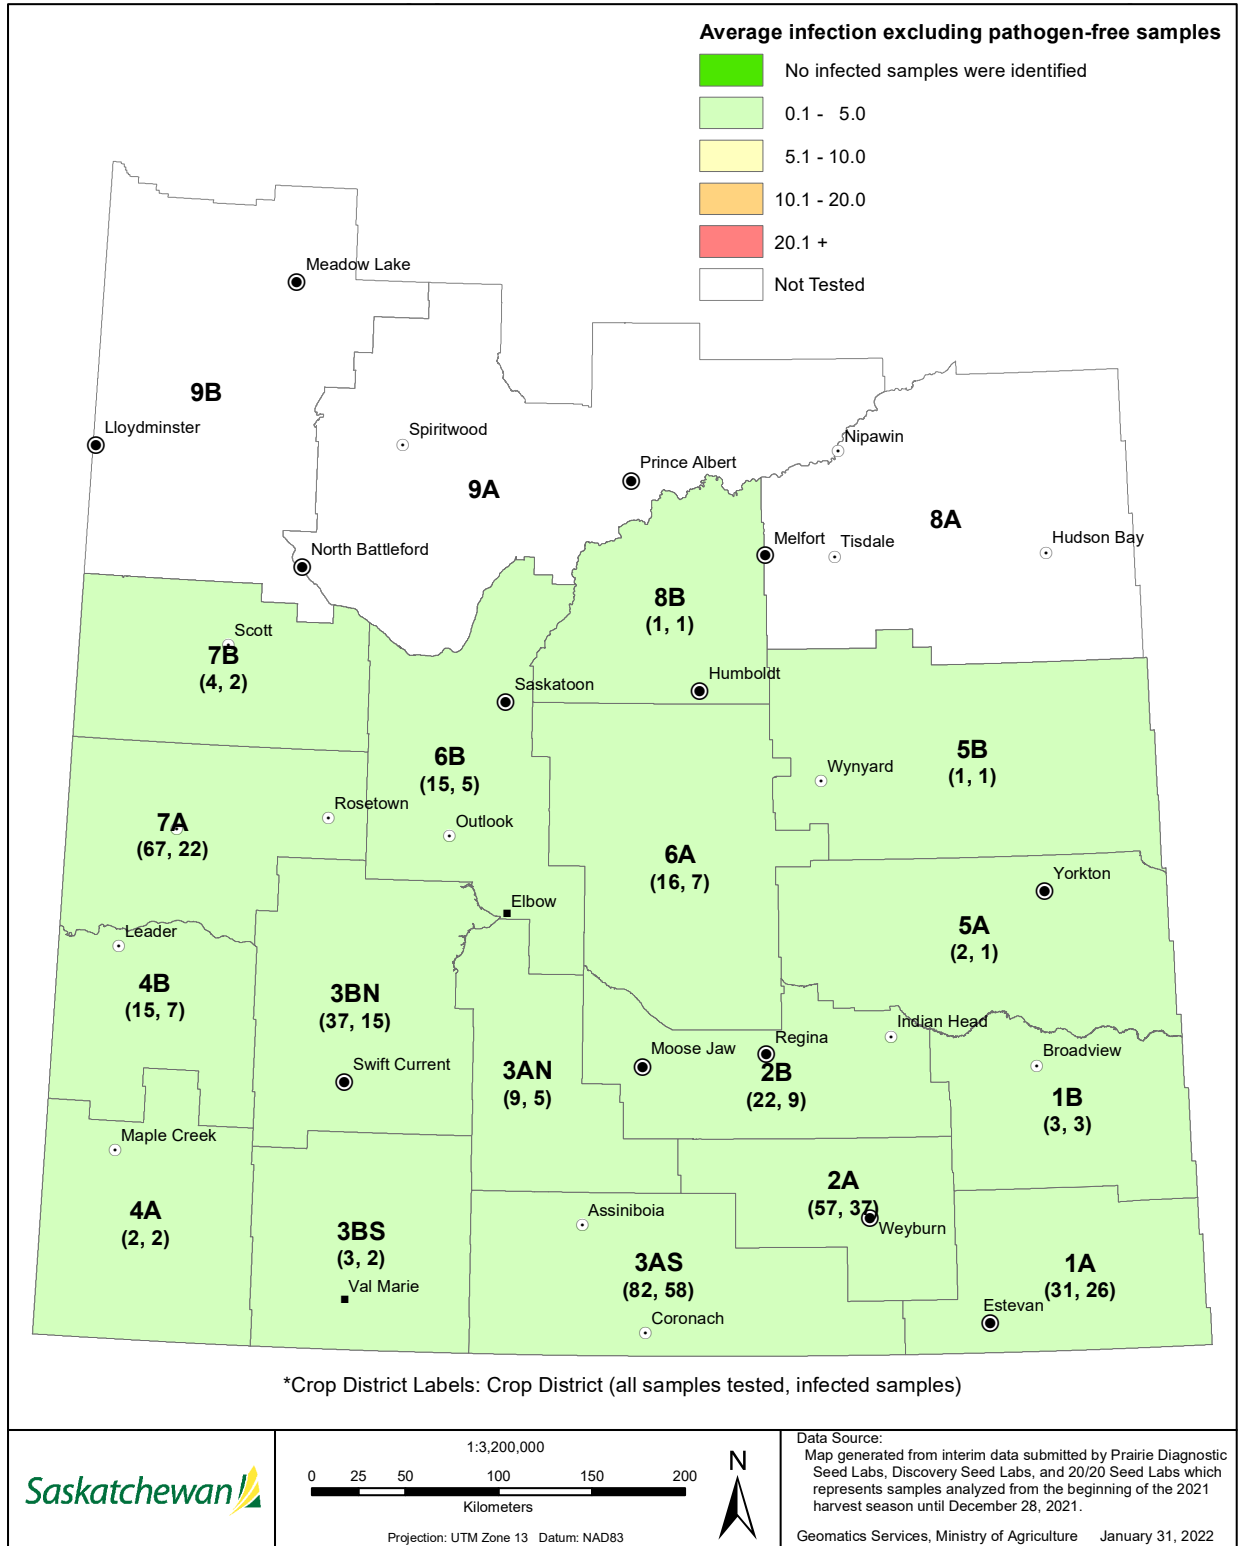 Average infection excluding pathogen-free samples
No infected samples were identified
0.1 - 5.0
5.1 - 10.0
10.1 - 20.0
20.1 +
Not Tested
Meadow Lake
9B
Lloydminster
Spiritwood
Nipawin
Prince Albert
9A
8A
North Battleford
Melfort
Tisdale
Hudson Bay
8B
(1, 1)
Scott
7B
(4, 2)
Saskatoon
Humboldt
6B
(15, 5)
5B
(1, 1)
Wynyard
Rosetown
7A
(67, 22)
Outlook
6A
(16, 7)
Yorkton
Elbow
5A
(2, 1)
Leader
4B
(15, 7)
3BN
(37, 15)
Indian Head
Regina
Moose Jaw
Broadview
Swift Current
3AN
(9, 5)
2B
(22, 9)
1B
(3, 3)
Maple Creek
2A
(57, 37)
Weyburn
4A
(2, 2)
Assiniboia
3BS
(3, 2)
Val Marie
3AS
(82, 58)
1A
(31, 26)
Estevan
Coronach
*Crop District Labels: Crop District (all samples tested, infected samples)
Saskatchewan
1:3,200,000
0 25 50 100 150 200
Kilometers
Projection: UTM Zone 13 Datum: NAD83
N
Data Source:
Map generated from interim data submitted by Prairie Diagnostic
Seed Labs, Discovery Seed Labs, and 20/20 Seed Labs which
represents samples analyzed from the beginning of the 2021
harvest season until December 28, 2021.
Geomatics Services, Ministry of Agriculture January 31, 2022